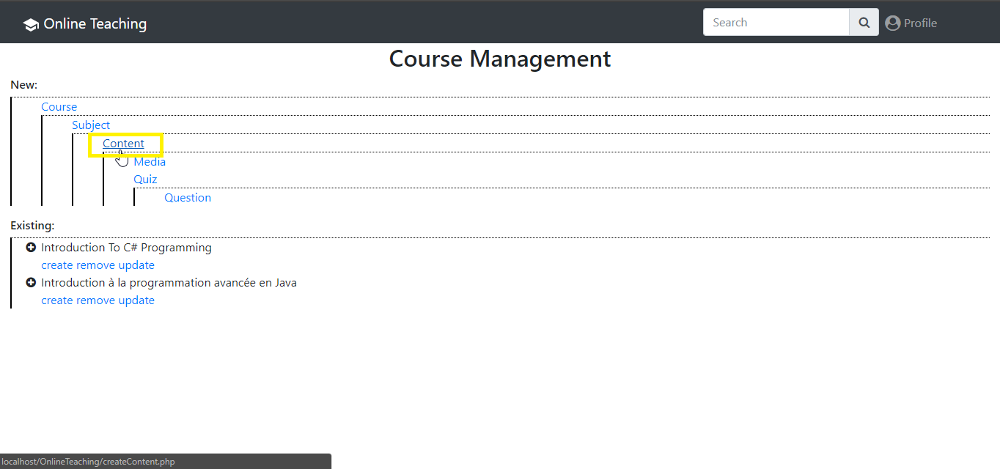 Online Teaching
Search
Profile
Course Management
New:
Course
Subject
Content
Media
Quiz
Question
Existing:
Introduction To C# Programming
create remove update
Introduction à la programmation avancée en Java
create remove update
localhost/OnlineTeaching/createContent.php